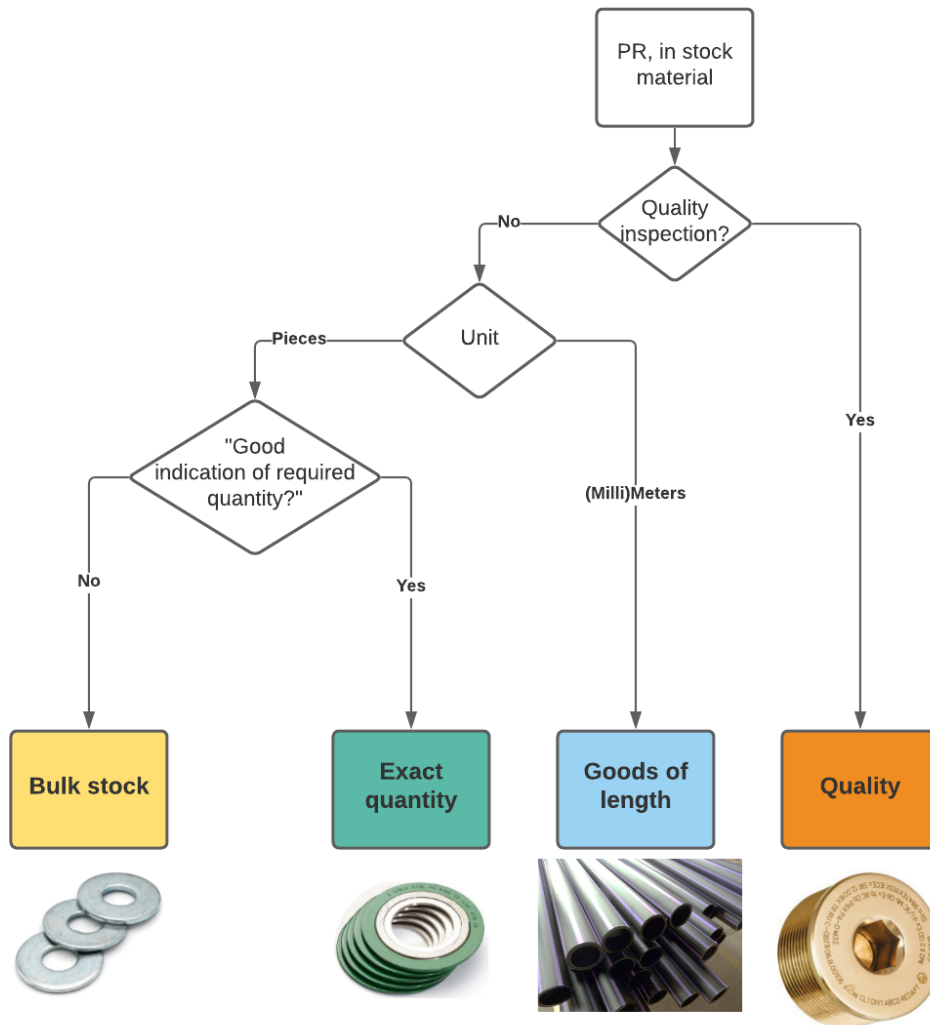 PR, in stock
material
Quality
inspection?
No
Unit
Pieces
Yes
"Good
indication of required
quantity?"
(Milli)Meters
No
Yes
Bulk stock
Exact
quantity
Goods of
length
Quality